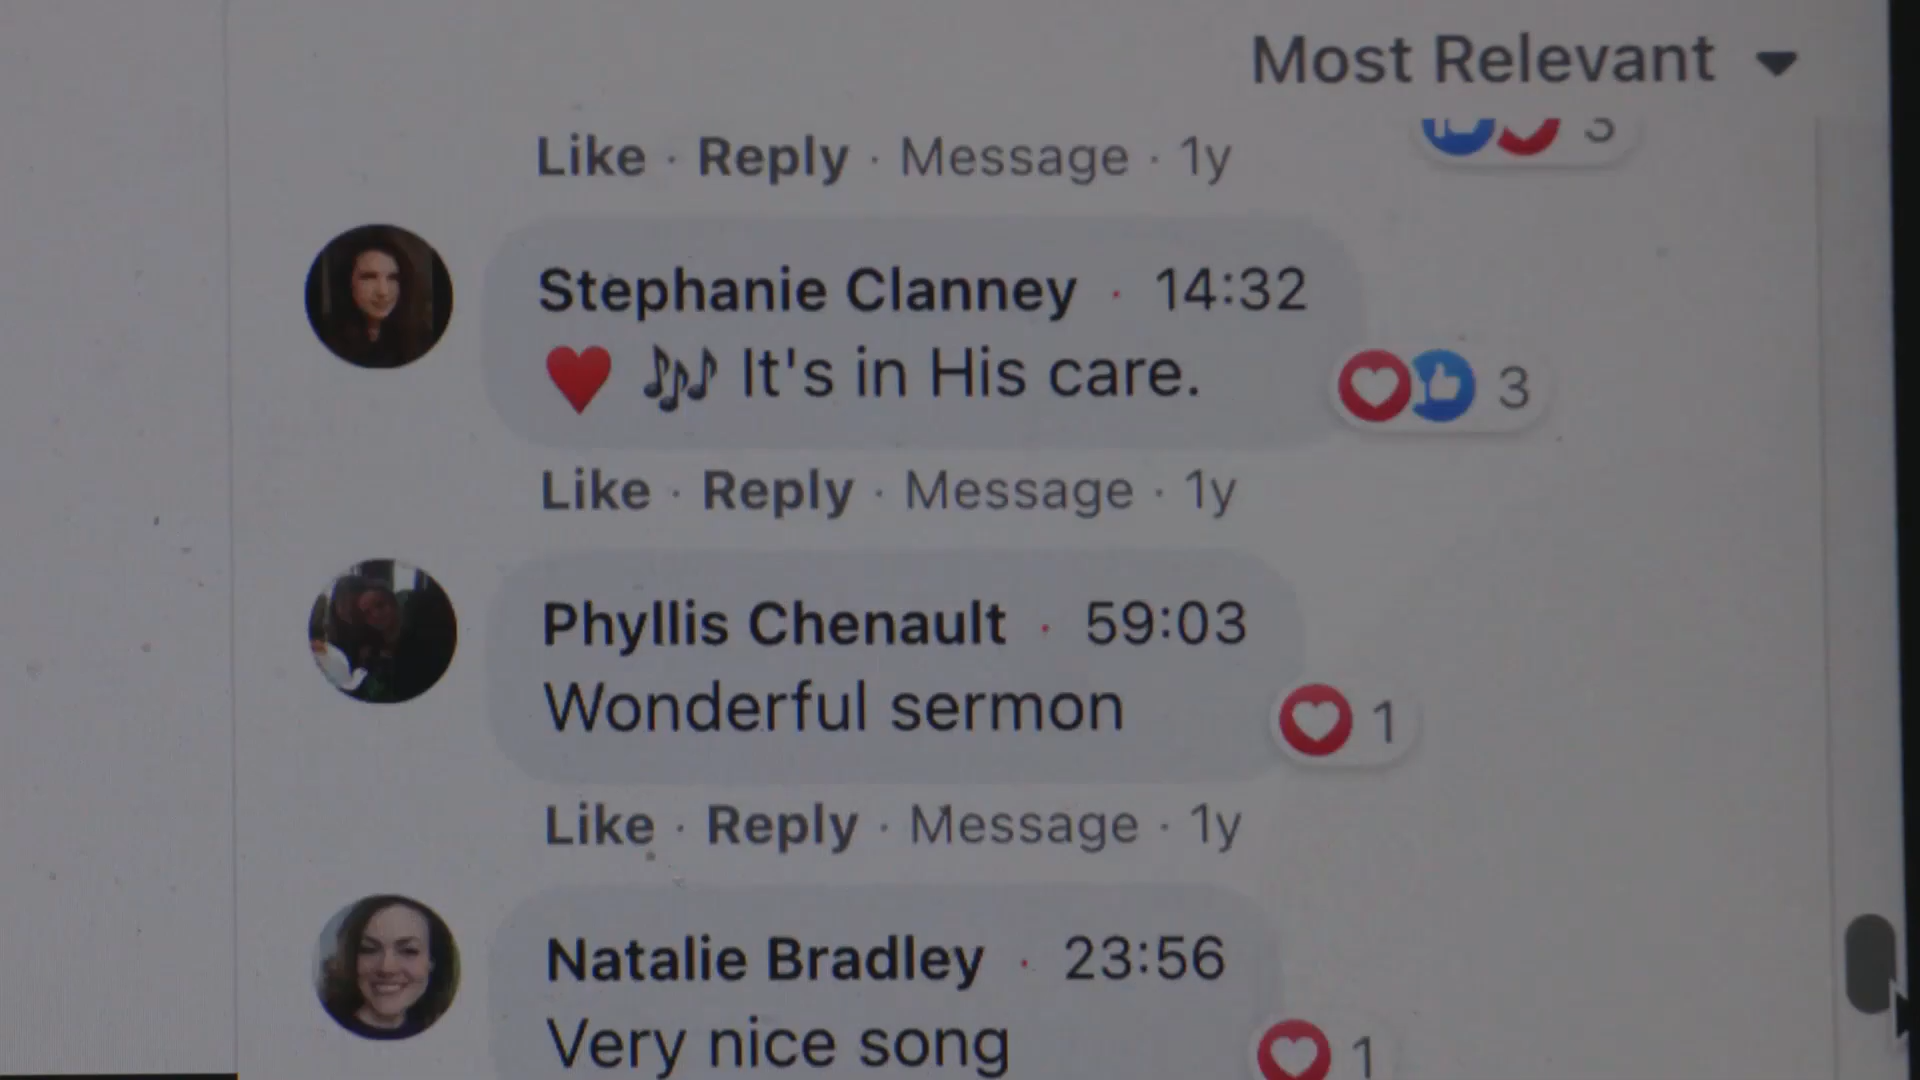 Most Relevant
3
Like · Reply · Message · 1y
Stephanie Clanney · 14:32
♥ 🎶 It's in His care.
3
Like · Reply · Message · 1y
Phyllis Chenault · 59:03
Wonderful sermon
1
Like · Reply · Message · 1y
Natalie Bradley · 23:56
Very nice song
1